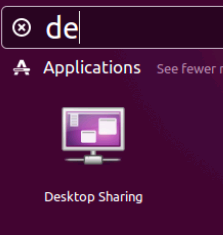 de
Applications See fewer r
Desktop Sharing